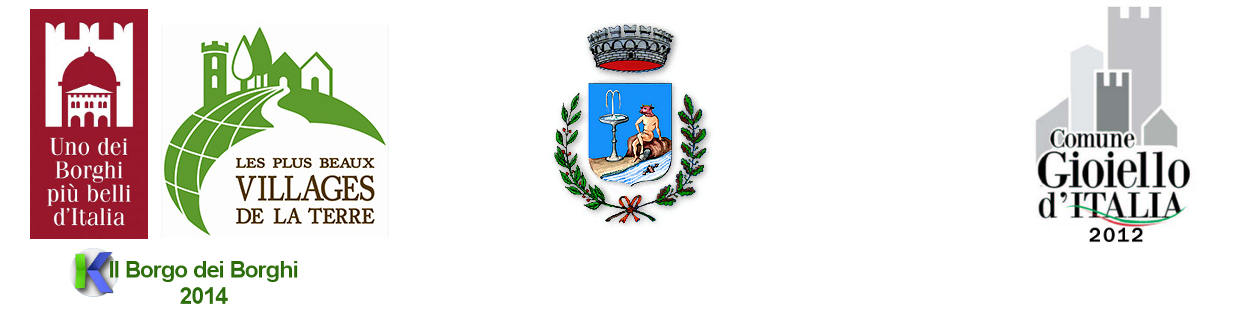 Uno dei
Borghi
più belli
d'Italia
LES PLUS BEAUX
VILLAGES
DE LA TERRE
Il Borgo dei Borghi
2014
Comune
Gioiello
d'ITALIA
2012